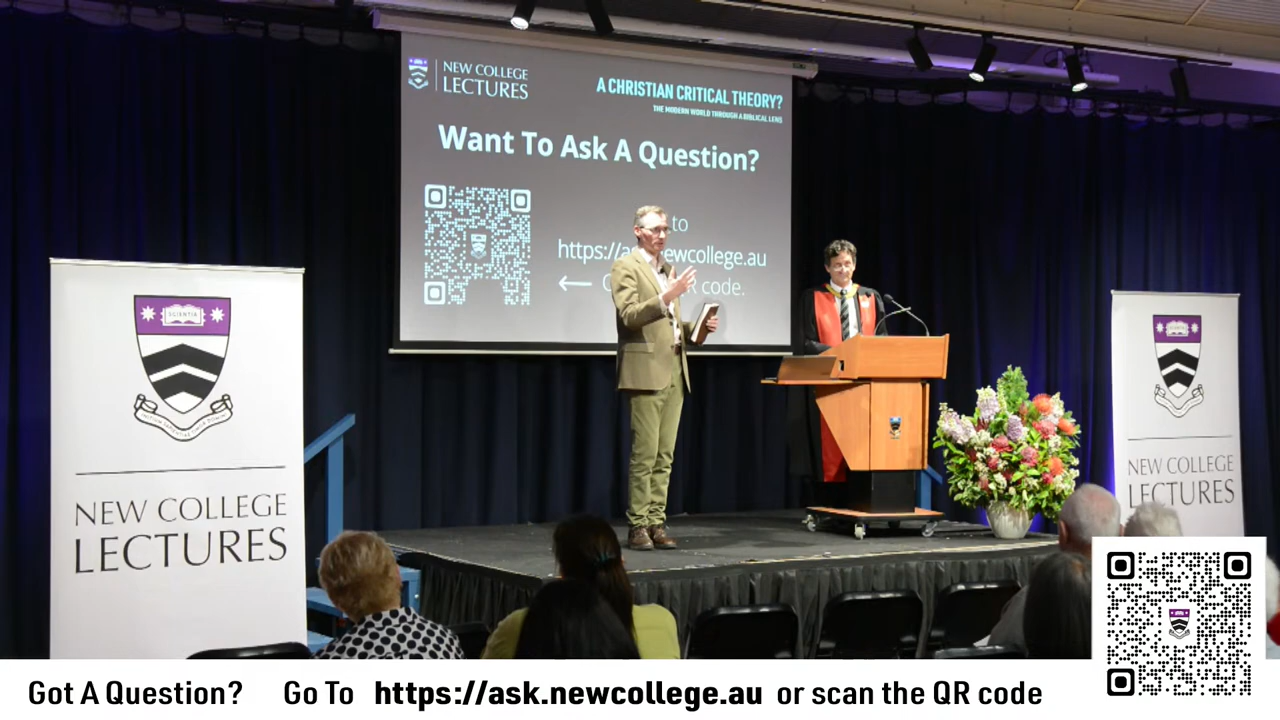 NEW COLLEGE
LECTURES
A CHRISTIAN CRITICAL THEORY?
THE MODERN WORLD THROUGH A BIBLICAL LENS
Want To Ask A Question?
to
https://as ewcollege.au
← R code.
SCIENTIA
NEW COLLEGE
LECTURES
NEW COLLEGE
LECTURES
Got A Question? Go To https://ask.newcollege.au or scan the QR code